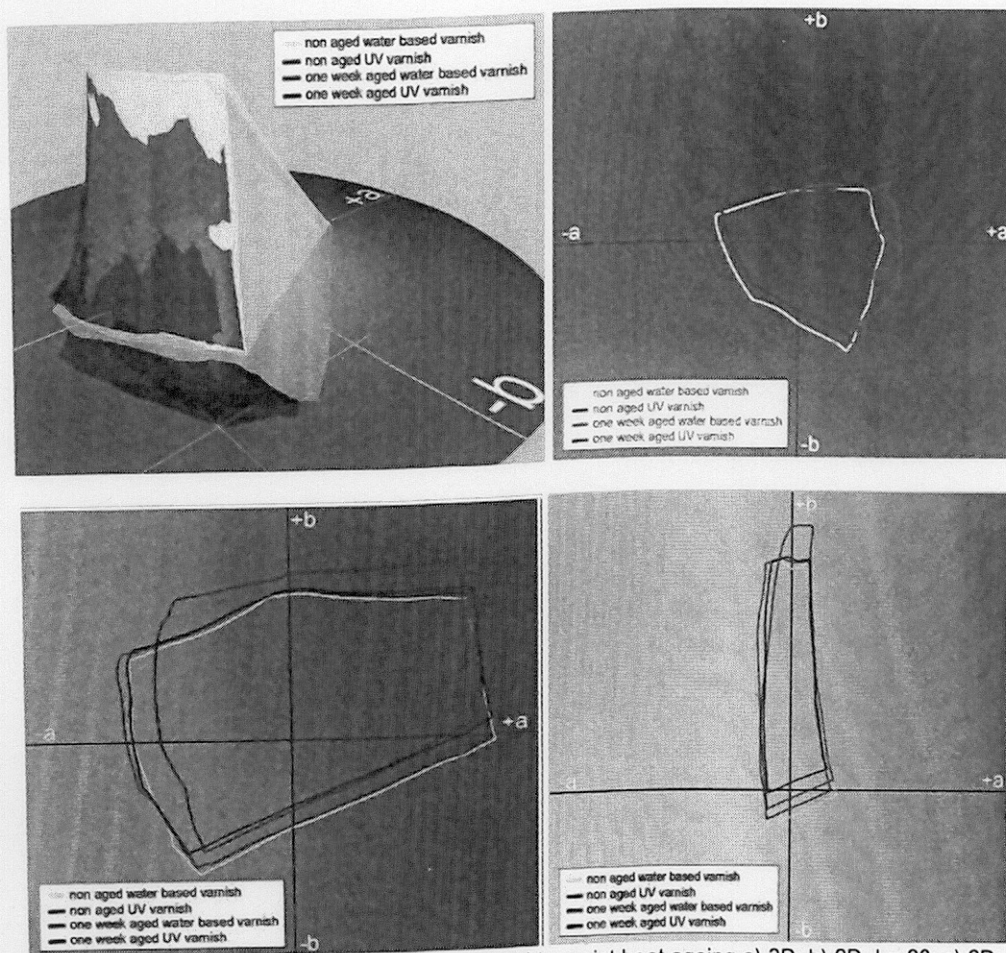 non aged water based varnish
non aged UV varnish
one week aged water based varnish
one week aged UV varnish
+a
-b
+b
-a
+a
-b
non aged water based varnish
non aged UV varnish
one week aged water based varnish
one week aged UV varnish
+b
-a
+a
-b
non aged water based varnish
non aged UV varnish
one week aged water based varnish
one week aged UV varnish
+b
-a
+a
-b
non aged water based varnish
non aged UV varnish
one week aged water based varnish
one week aged UV varnish
ageing a) 3D, b) 2D